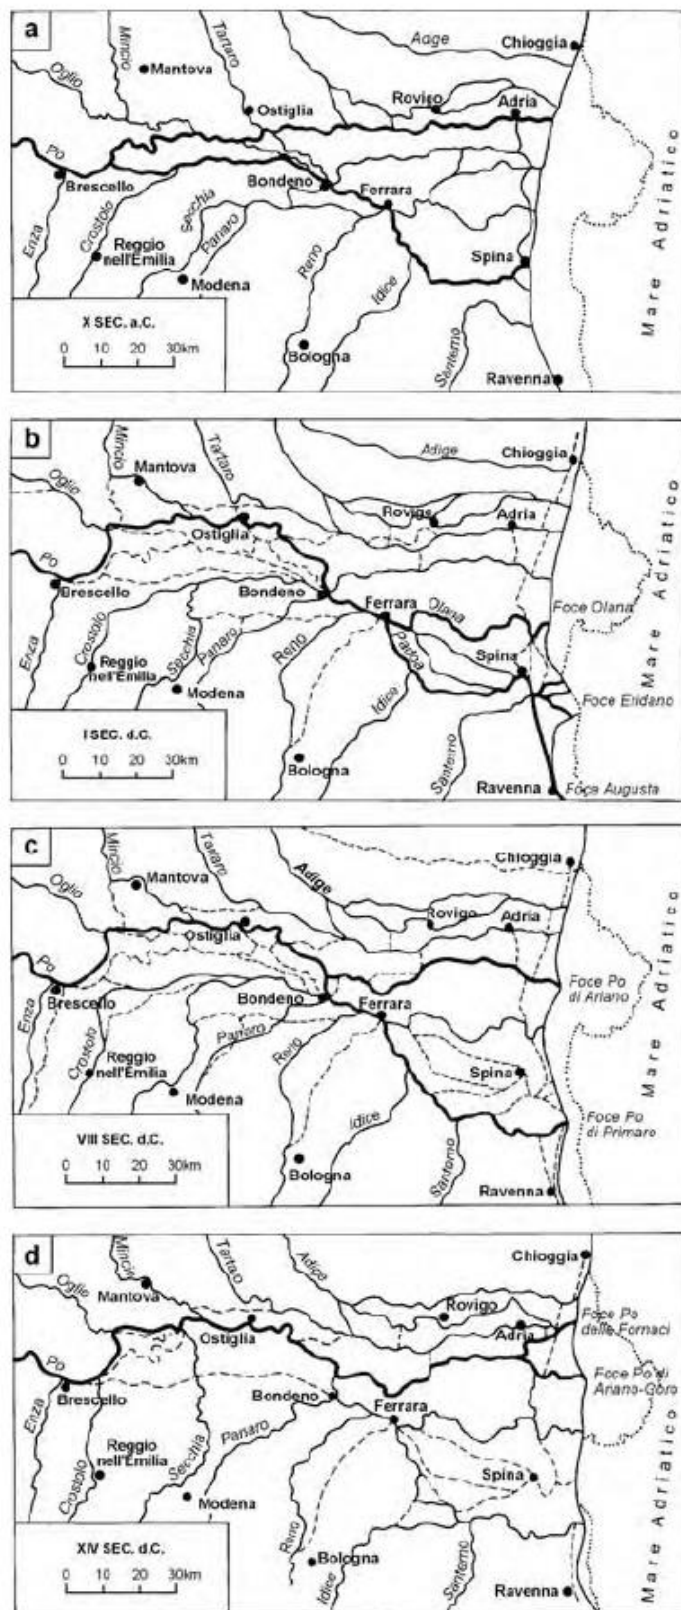 a
Oglio
Mincio
Mantova
Tartaro
Ostiglia
Adige
Chioggia
Rovigo
Adria
Po
Brescello
Bondeno
Ferrara
Enza
Crostolo
Reggio
nell'Emilia
Secchia
Panaro
Modena
Reno
Idice
Spina
Bologna
Santerno
Ravenna
Mare Adriatico
X SEC. a.C.
0 10 20 30km
b
Oglio
Mincio
Mantova
Tartaro
Ostiglia
Adige
Chioggia
Rovigo
Adria
Po
Brescello
Bondeno
Ferrara
Olana
Foce Olana
Enza
Crostolo
Reggio
nell'Emilia
Secchia
Panaro
Modena
Reno
Padoa
Idice
Spina
Foce Eridano
Bologna
Santerno
Ravenna
Foce Augusta
Mare Adriatico
I SEC. d.C.
0 10 20 30km
c
Oglio
Mincio
Mantova
Tartaro
Ostiglia
Adige
Chioggia
Rovigo
Adria
Po
Brescello
Bondeno
Ferrara
Foce Po
di Ariano
Enza
Crostolo
Reggio
nell'Emilia
Panaro
Modena
Reno
Idice
Spina
Foce Po
di Primaro
Bologna
Santerno
Ravenna
Mare Adriatico
VIII SEC. d.C.
0 10 20 30km
d
Oglio
Mincio
Mantova
Tartaro
Ostiglia
Adige
Chioggia
Rovigo
Adria
Foce Po
delle Fornaci
Po
Brescello
Bondeno
Ferrara
Foce Po di
Ariano-Goro
Enza
Crostolo
Reggio
nell'Emilia
Secchia
Panaro
Modena
Reno
Idice
Spina
Bologna
Santerno
Ravenna
Mare Adriatico
XIV SEC. d.C.
0 10 20 30km